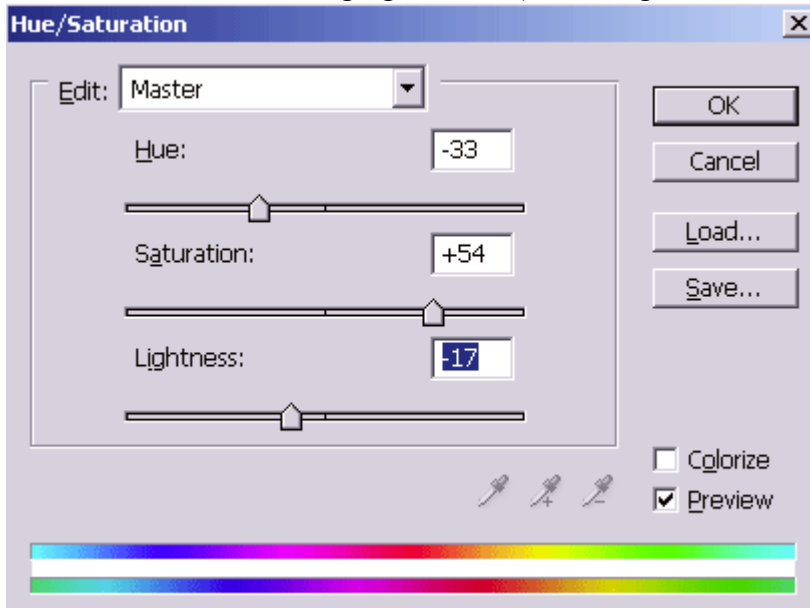 Hue/Saturation
Edit: Master
OK
Hue: -33
Cancel
Load...
Saturation: +54
Save...
Lightness: -17
Colorize
Preview